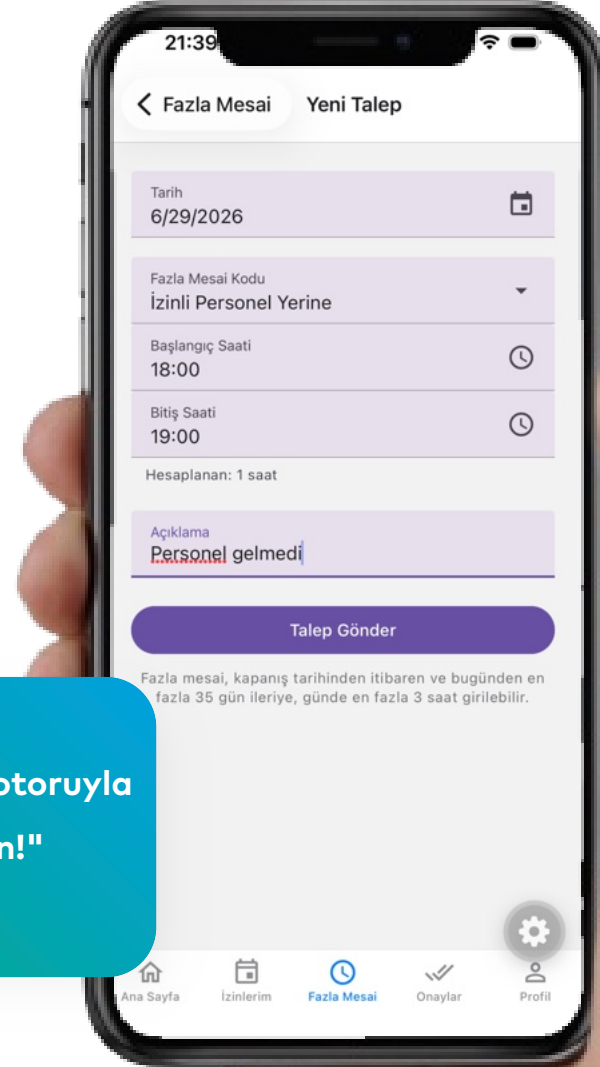 21:39
Fazla Mesai Yeni Talep
Tarih
6/29/2026
Fazla Mesai Kodu
İzinli Personel Yerine
Başlangıç Saati
18:00
Bitiş Saati
19:00
Hesaplanan: 1 saat
Açıklama
Personel gelmedi
Talep Gönder
Fazla mesai, kapanış tarihinden itibaren ve bugünden en
fazla 35 gün ileriye, günde en fazla 3 saat girilebilir.
otoruyla
n!"
Ana Sayfa İzinlerim Fazla Mesai Onaylar Profil